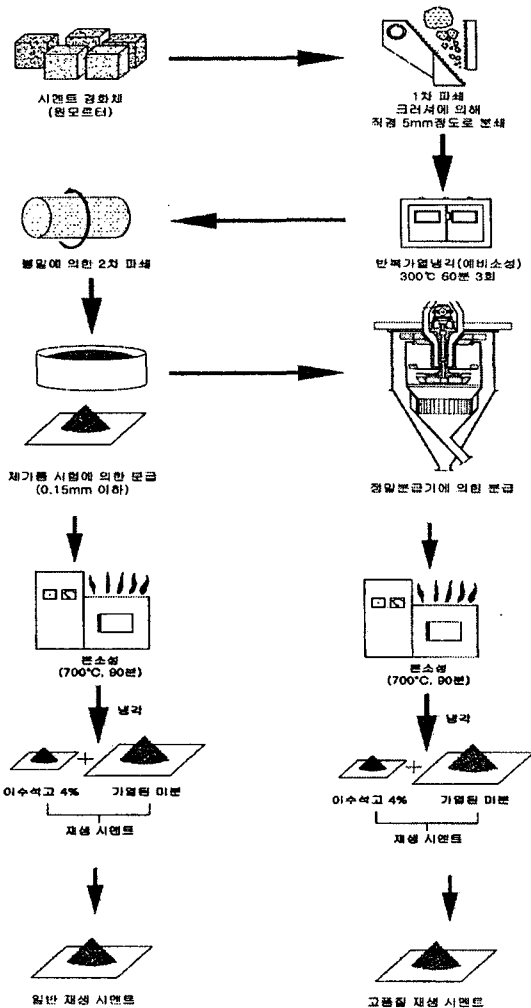 시멘트 경화체
(원모르터)
1차 파쇄
크러셔에 의해
직경 5mm정도로 분쇄
반복가열냉각(예비소성)
300℃ 60분 3회
볼밀에 의한 2차 파쇄
체가름 시험에 의한 분급
(0.15mm 이하)
정밀분급기에 의한 분급
본소성
(700℃, 90분)
냉각
이수석고 4%
+
가열된 미분
재생 시멘트
일반 재생 시멘트
본소성
(700℃, 90분)
냉각
이수석고 4%
+
가열된 미분
재생 시멘트
고품질 재생 시멘트